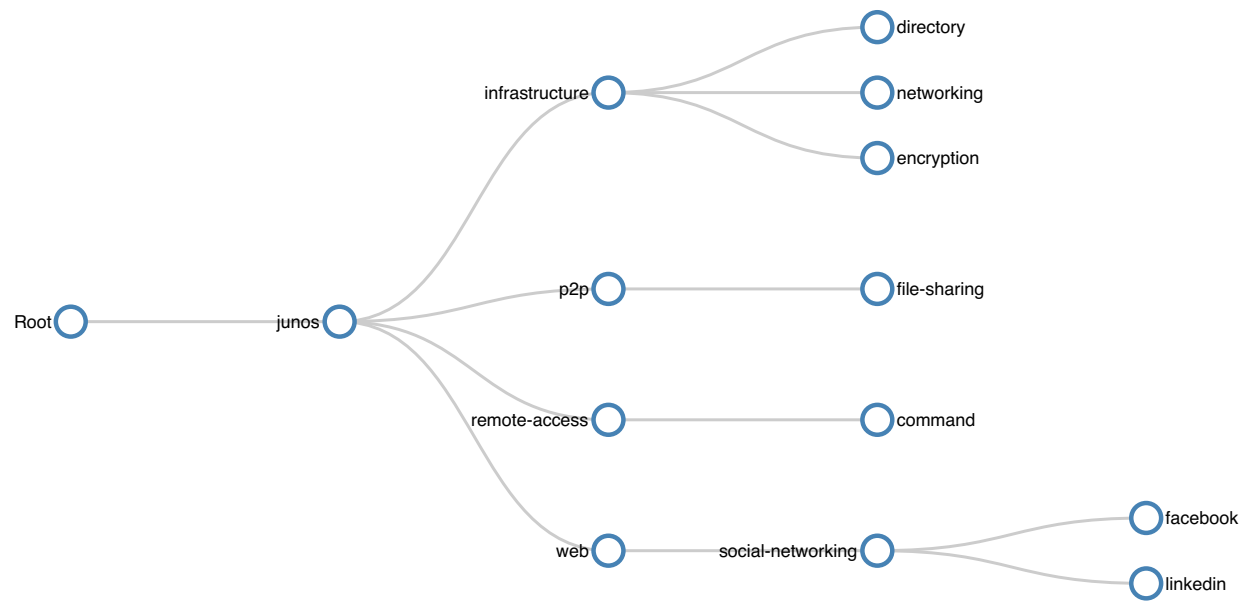 directory
infrastructure
networking
encryption
p2p
file-sharing
Root
junos
remote-access
command
facebook
web
social-networking
linkedin